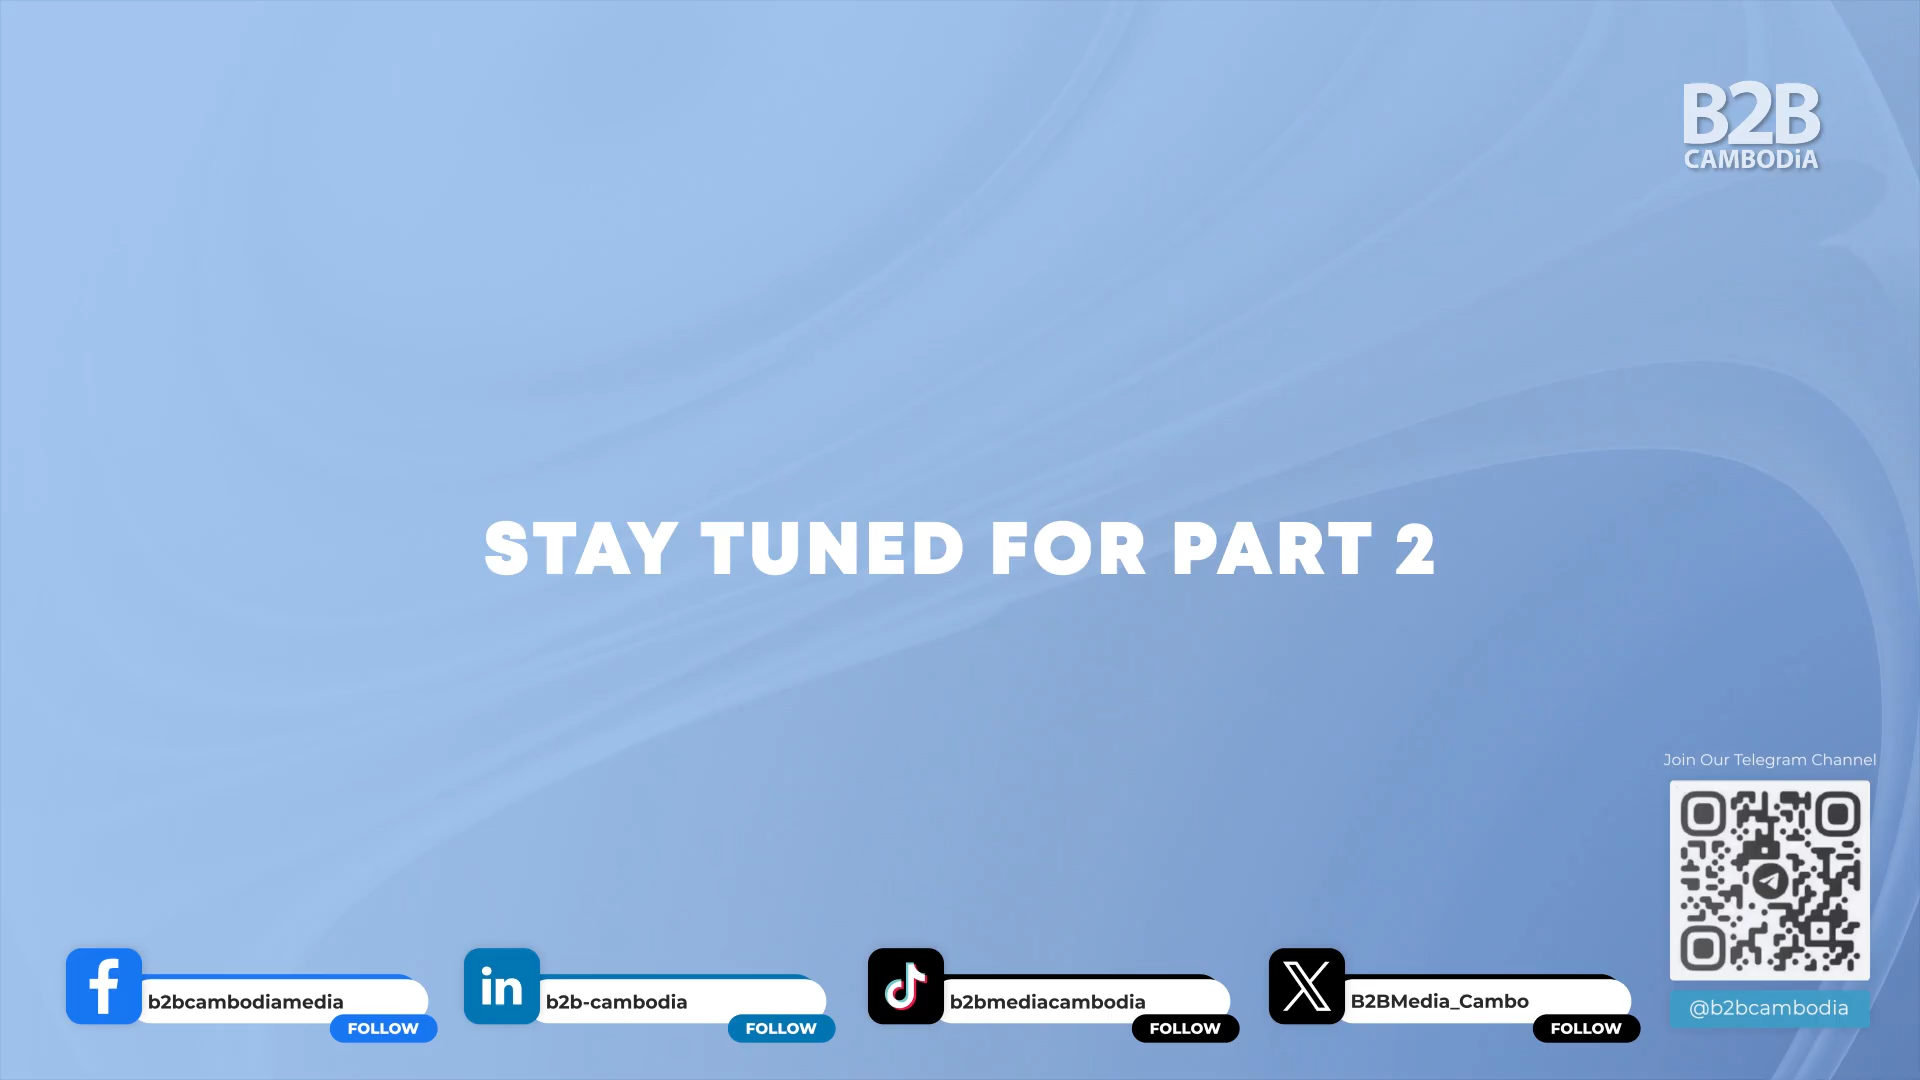 B2B
CAMBODiA
STAY TUNED FOR PART 2
Join Our Telegram Channel
@b2bcambodia
b2bcambodiamedia
FOLLOW
in
b2b-cambodia
FOLLOW
b2bmediacambodia
FOLLOW
B2BMedia_Cambo
FOLLOW